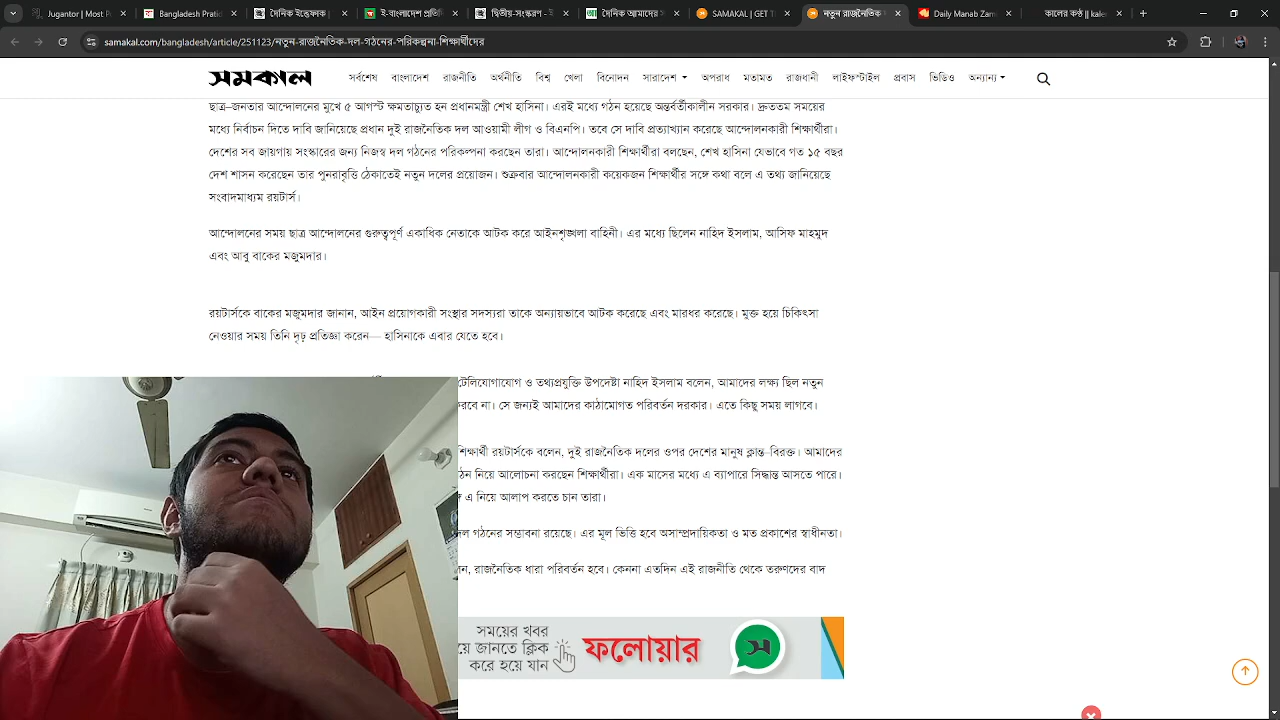 Jugantor | Most P
Bangladesh Prati
দৈনিক ইত্তেফাক |
ই-বাংলাদেশ প্রতি
দ্বিতীয়-সংস্করণ - ই
দৈনিক আমাদের স
SAMAKAL | GET T
নতুন রাজনৈতিক
Daily Manab Zam
কালের কণ্ঠ || kale
samakal.com/bangladesh/article/251123/নতুন-রাজনৈতিক-দল-গঠনের-পরিকল্পনা-শিক্ষার্থীদের
সমকাল
সর্বশেষ বাংলাদেশ রাজনীতি অর্থনীতি বিশ্ব খেলা বিনোদন সারাদেশ অপরাধ মতামত রাজধানী লাইফস্টাইল প্রবাস ভিডিও অন্যান্য
ছাত্র–জনতার আন্দোলনের মুখে ৫ আগস্ট ক্ষমতাচ্যুত হন প্রধানমন্ত্রী শেখ হাসিনা। এরই মধ্যে গঠন হয়েছে অন্তর্বর্তীকালীন সরকার। দ্রুততম সময়ের
মধ্যে নির্বাচন দিতে দাবি জানিয়েছে প্রধান দুই রাজনৈতিক দল আওয়ামী লীগ ও বিএনপি। তবে সে দাবি প্রত্যাখ্যান করেছে আন্দোলনকারী শিক্ষার্থীরা।
দেশের সব জায়গায় সংস্কারের জন্য নিজস্ব দল গঠনের পরিকল্পনা করছেন তারা। আন্দোলনকারী শিক্ষার্থীরা বলছেন, শেখ হাসিনা যেভাবে গত ১৫ বছর
দেশ শাসন করেছেন তার পুনরাবৃত্তি ঠেকাতেই নতুন দলের প্রয়োজন। শুক্রবার আন্দোলনকারী কয়েকজন শিক্ষার্থীর সঙ্গে কথা বলে এ তথ্য জানিয়েছে
সংবাদমাধ্যম রয়টার্স।
আন্দোলনের সময় ছাত্র আন্দোলনের গুরুত্বপূর্ণ একাধিক নেতাকে আটক করে আইনশৃঙ্খলা বাহিনী। এর মধ্যে ছিলেন নাহিদ ইসলাম, আসিফ মাহমুদ
এবং আবু বাকের মজুমদার।
রয়টার্সকে বাকের মজুমদার জানান, আইন প্রয়োগকারী সংস্থার সদস্যরা তাকে অন্যায়ভাবে আটক করেছে এবং মারধর করেছে। মুক্ত হয়ে চিকিৎসা
নেওয়ার সময় তিনি দৃঢ় প্রতিজ্ঞা করেন— হাসিনাকে এবার যেতে হবে।
টেলিযোগাযোগ ও তথ্যপ্রযুক্তি উপদেষ্টা নাহিদ ইসলাম বলেন, আমাদের লক্ষ্য ছিল নতুন
করবে না। সে জন্যই আমাদের কাঠামোগত পরিবর্তন দরকার। এতে কিছু সময় লাগবে।
শিক্ষার্থী রয়টার্সকে বলেন, দুই রাজনৈতিক দলের ওপর দেশের মানুষ ক্লান্ত–বিরক্ত। আমাদের
ঠন নিয়ে আলোচনা করছেন শিক্ষার্থীরা। এক মাসের মধ্যে এ ব্যাপারে সিদ্ধান্ত আসতে পারে।
এ নিয়ে আলাপ করতে চান তারা।
দল গঠনের সম্ভাবনা রয়েছে। এর মূল ভিত্তি হবে অসাম্প্রদায়িকতা ও মত প্রকাশের স্বাধীনতা।
ন, রাজনৈতিক ধারা পরিবর্তন হবে। কেননা এতদিন এই রাজনীতি থেকে তরুণদের বাদ
সময়ের খবর
য়ে জানতে ক্লিক
করে হয়ে যান
ফলোয়ার
স